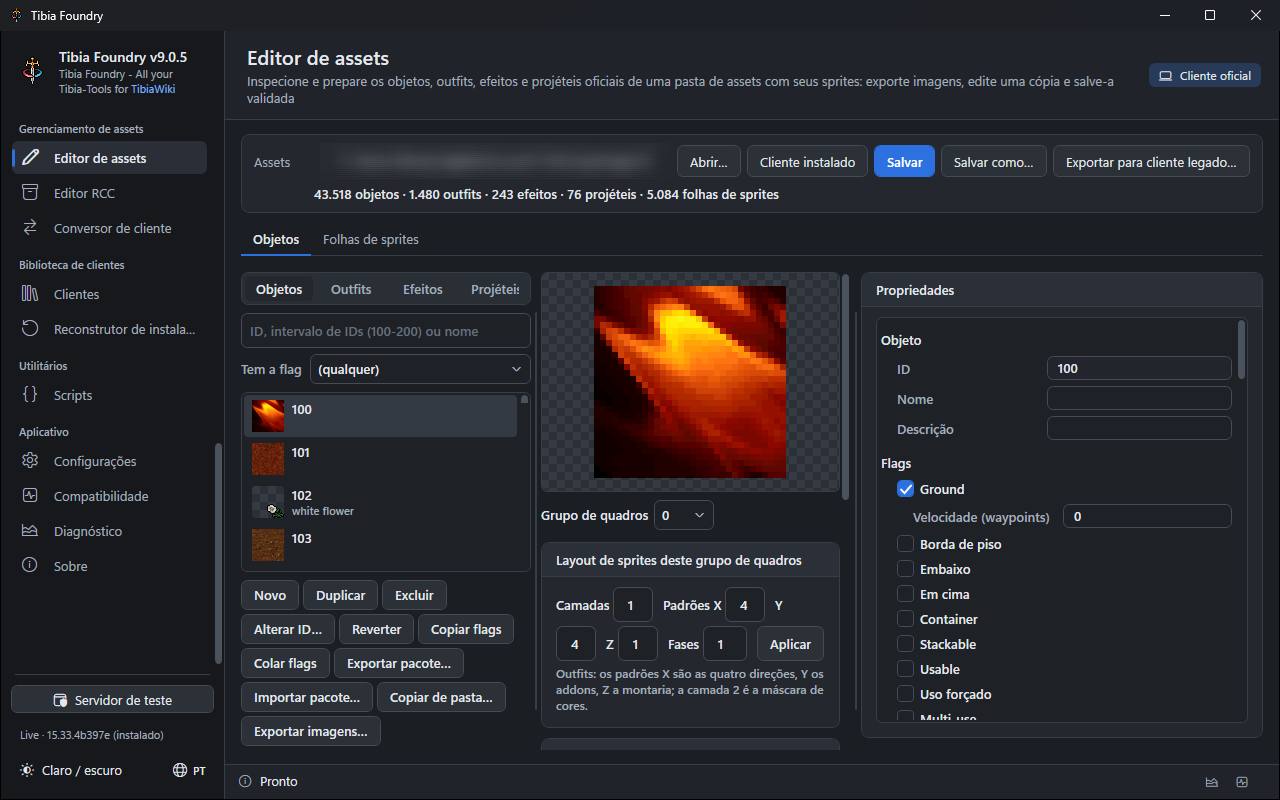 Tibia Foundry
Tibia Foundry v9.0.5
Tibia Foundry - All your
Tibia-Tools for TibiaWiki
Gerenciamento de assets
Editor de assets
Editor RCC
Conversor de cliente
Biblioteca de clientes
Clientes
Reconstrutor de instala...
Utilitários
Scripts
Aplicativo
Configurações
Compatibilidade
Diagnóstico
Sobre
Servidor de teste
Live · 15.33.4b397e (instalado)
Claro / escuro
PT
Editor de assets
Inspecione e prepare os objetos, outfits, efeitos e projéteis oficiais de uma pasta de assets com seus sprites: exporte imagens, edite uma cópia e salve-a
validada
Cliente oficial
Assets
Abrir...
Cliente instalado
Salvar
Salvar como...
Exportar para cliente legado...
43.518 objetos · 1.480 outfits · 243 efeitos · 76 projéteis · 5.084 folhas de sprites
Objetos
Folhas de sprites
Objetos
Outfits
Efeitos
Projéteis
ID, intervalo de IDs (100-200) ou nome
Tem a flag
(qualquer)
100
101
102
white flower
103
Novo
Duplicar
Excluir
Alterar ID...
Reverter
Copiar flags
Colar flags
Exportar pacote...
Importar pacote...
Copiar de pasta...
Exportar imagens...
Grupo de quadros
0
Layout de sprites deste grupo de quadros
Camadas 1 Padrões X 4 Y
4 Z 1 Fases 1 Aplicar
Outfits: os padrões X são as quatro direções, Y os
addons, Z a montaria; a camada 2 é a máscara de
cores.
Propriedades
Objeto
ID
100
Nome
Descrição
Flags
Ground
Velocidade (waypoints)
0
Borda de piso
Embaixo
Em cima
Container
Stackable
Usable
Uso forçado
Multi-use
Pronto